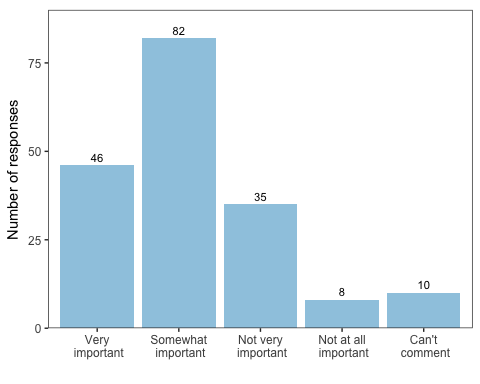 Number of responses
75
50
25
0
46
82
35
8
10
Very
important
Somewhat
important
Not very
important
Not at all
important
Can't
comment